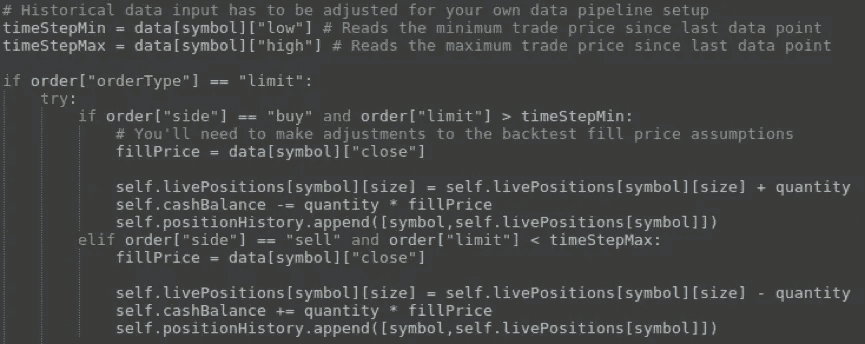 # Historical data input has to be adjusted for your own data pipeline setup
timeStepMin = data[symbol]["low"] # Reads the minimum trade price since last data point
timeStepMax = data[symbol]["high"] # Reads the maximum trade price since last data point
if order["orderType"] == "limit":
try:
if order["side"] == "buy" and order["limit"] > timeStepMin:
# You'll need to make adjustments to the backtest fill price assumptions
fillPrice = data[symbol]["close"]
self.livePositions[symbol][size] = self.livePositions[symbol][size] + quantity
self.cashBalance -= quantity * fillPrice
self.positionHistory.append([symbol,self.livePositions[symbol]])
elif order["side"] == "sell" and order["limit"] < timeStepMax:
fillPrice = data[symbol]["close"]
self.livePositions[symbol][size] = self.livePositions[symbol][size] - quantity
self.cashBalance += quantity * fillPrice
self.positionHistory.append([symbol,self.livePositions[symbol]])